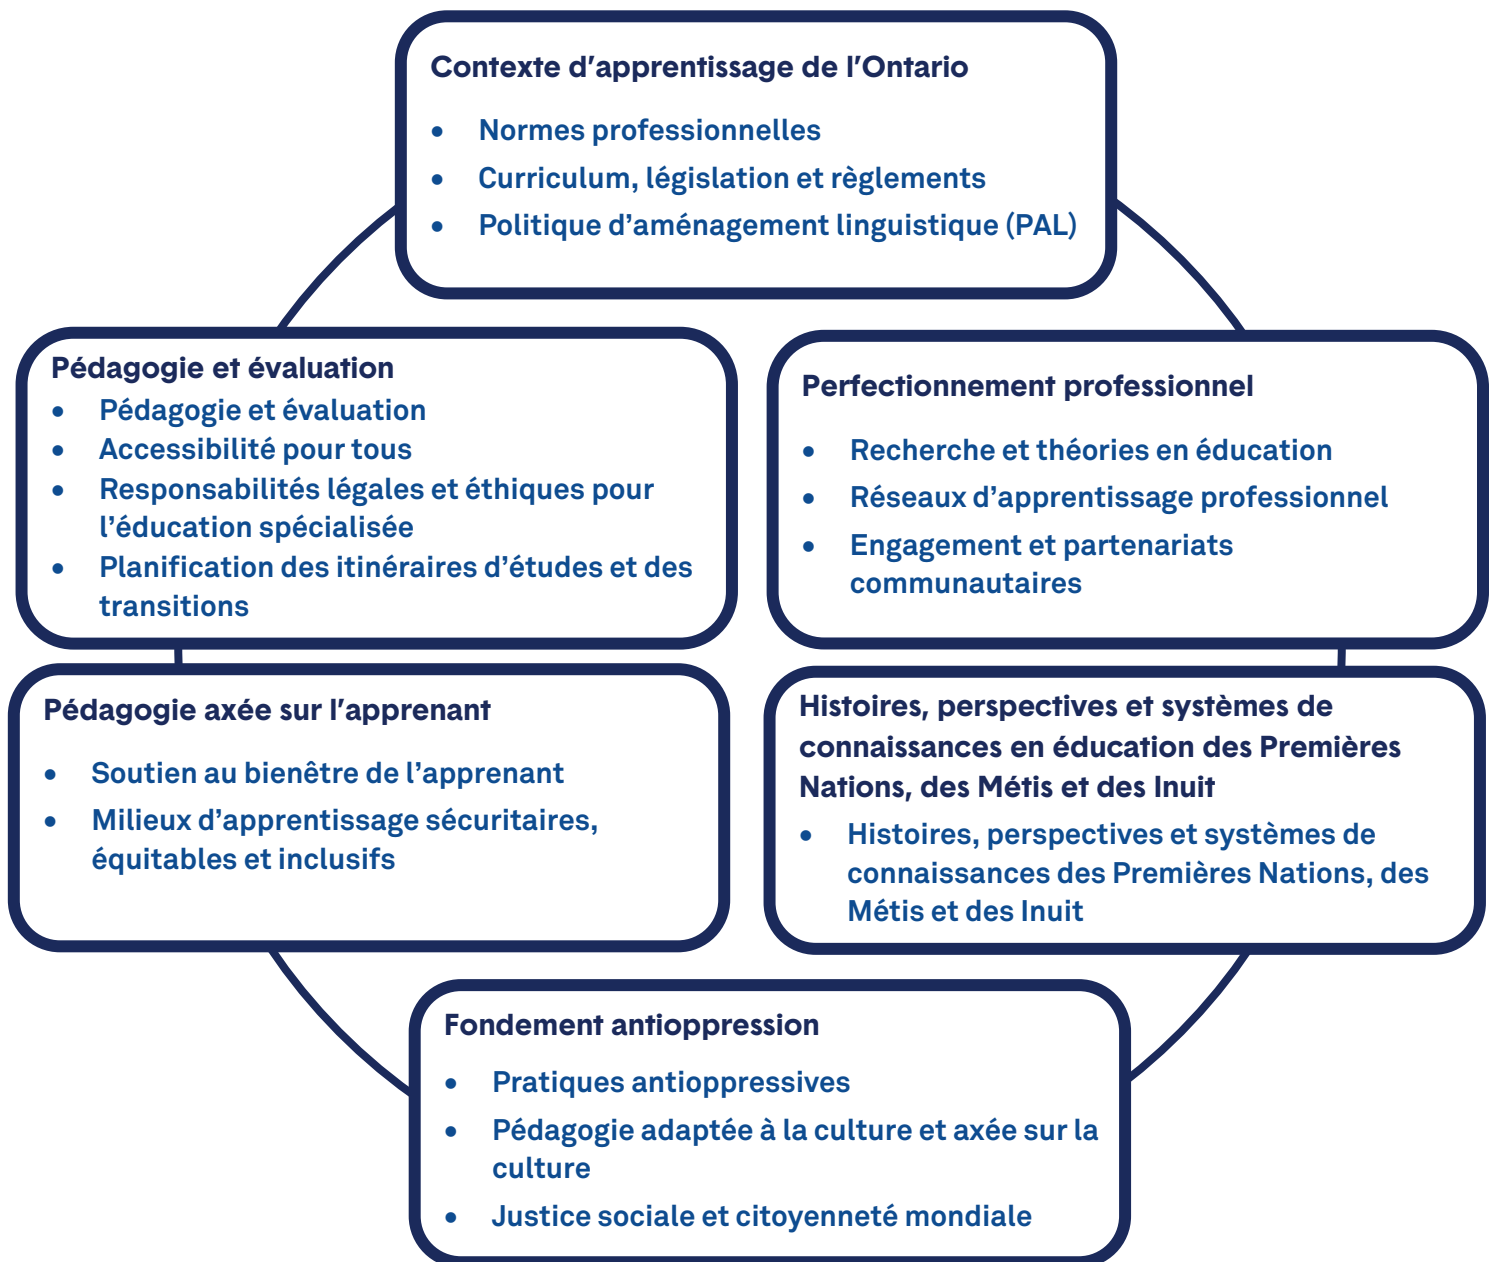 Contexte d'apprentissage de l'Ontario
• Normes professionnelles
• Curriculum, législation et règlements
• Politique d'aménagement linguistique (PAL)
Pédagogie et évaluation
• Pédagogie et évaluation
• Accessibilité pour tous
• Responsabilités légales et éthiques pour
l'éducation spécialisée
• Planification des itinéraires d'études et des
transitions
Perfectionnement professionnel
• Recherche et théories en éducation
• Réseaux d'apprentissage professionnel
• Engagement et partenariats
communautaires
Pédagogie axée sur l'apprenant
• Soutien au bienêtre de l'apprenant
• Milieux d'apprentissage sécuritaires,
équitables et inclusifs
Histoires, perspectives et systèmes de
connaissances en éducation des Premières
Nations, des Métis et des Inuit
• Histoires, perspectives et systèmes de
connaissances des Premières Nations, des
Métis et des Inuit
Fondement antioppression
• Pratiques antioppressives
• Pédagogie adaptée à la culture et axée sur la
culture
• Justice sociale et citoyenneté mondiale